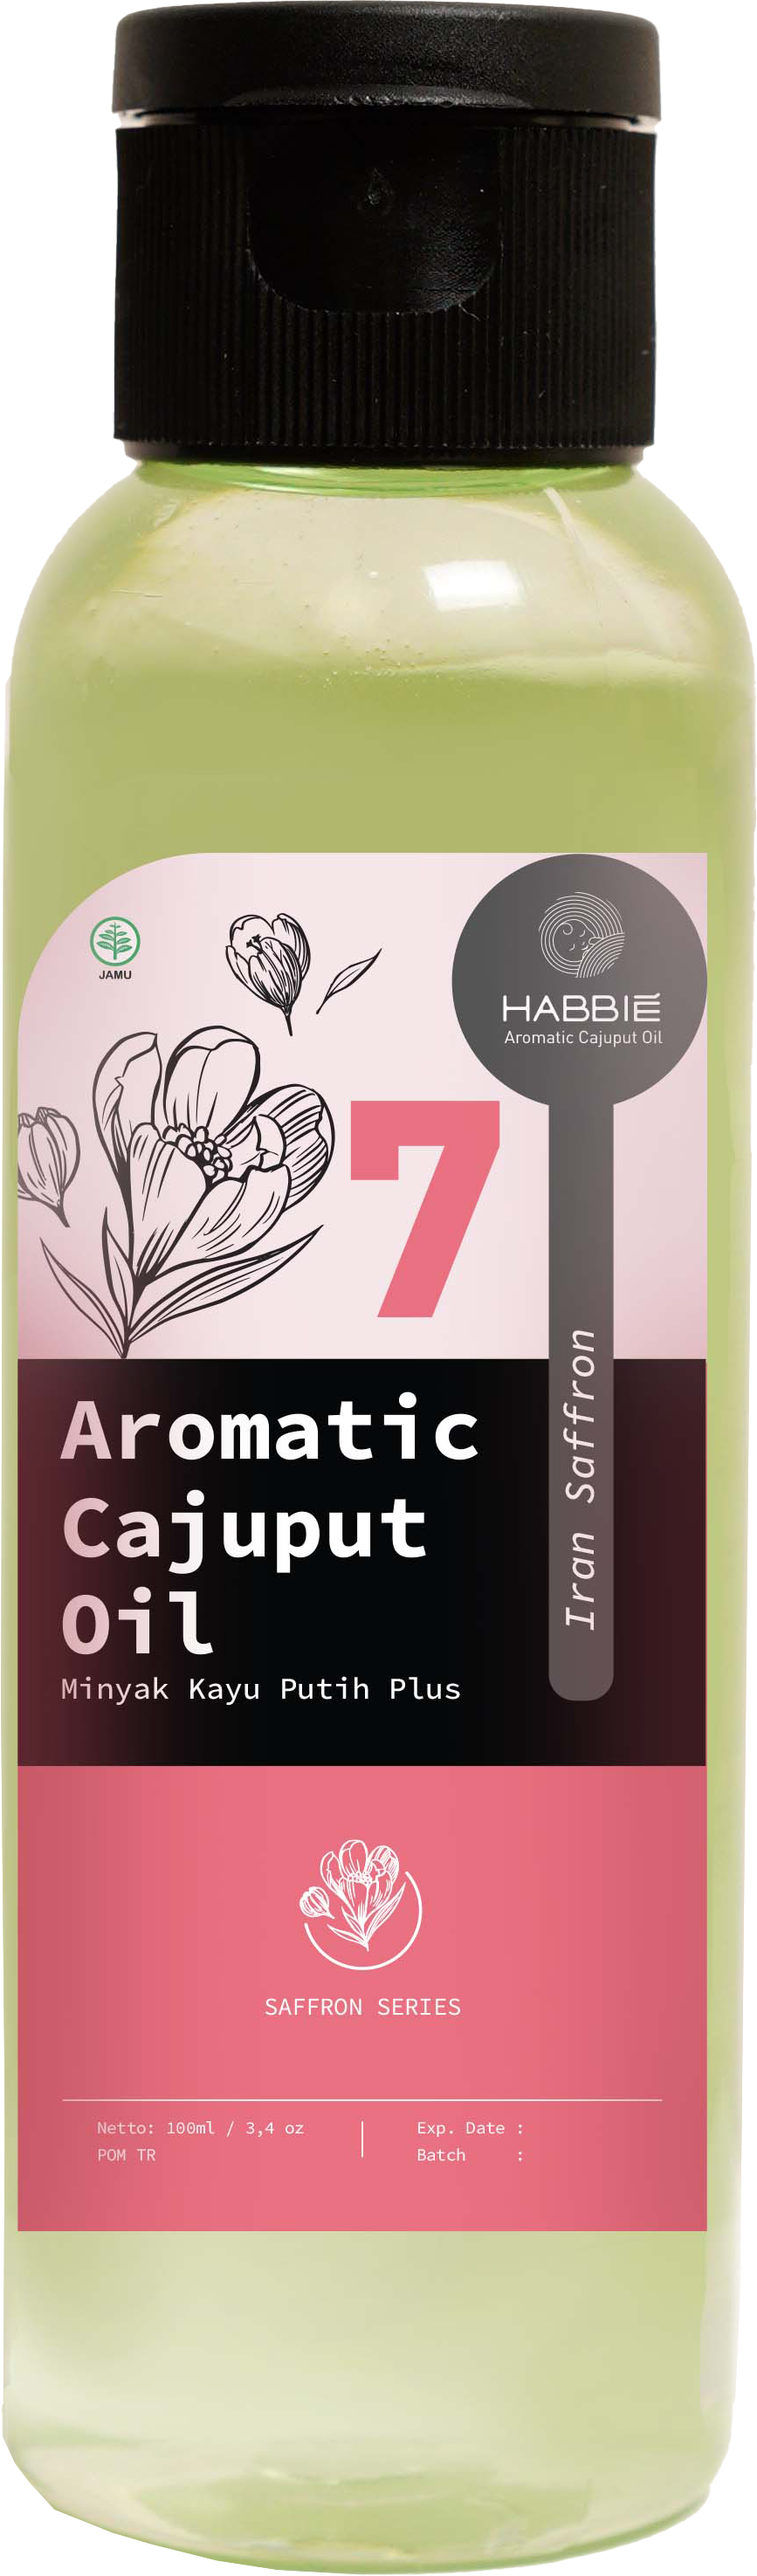 JAMU
HABBIE
Aromatic Cajuput Oil
7
Iran Saffron
Aromatic
Cajuput
Oil
Minyak Kayu Putih Plus
SAFFRON SERIES
Netto: 100ml / 3,4 oz
POM TR
Exp. Date :
Batch :